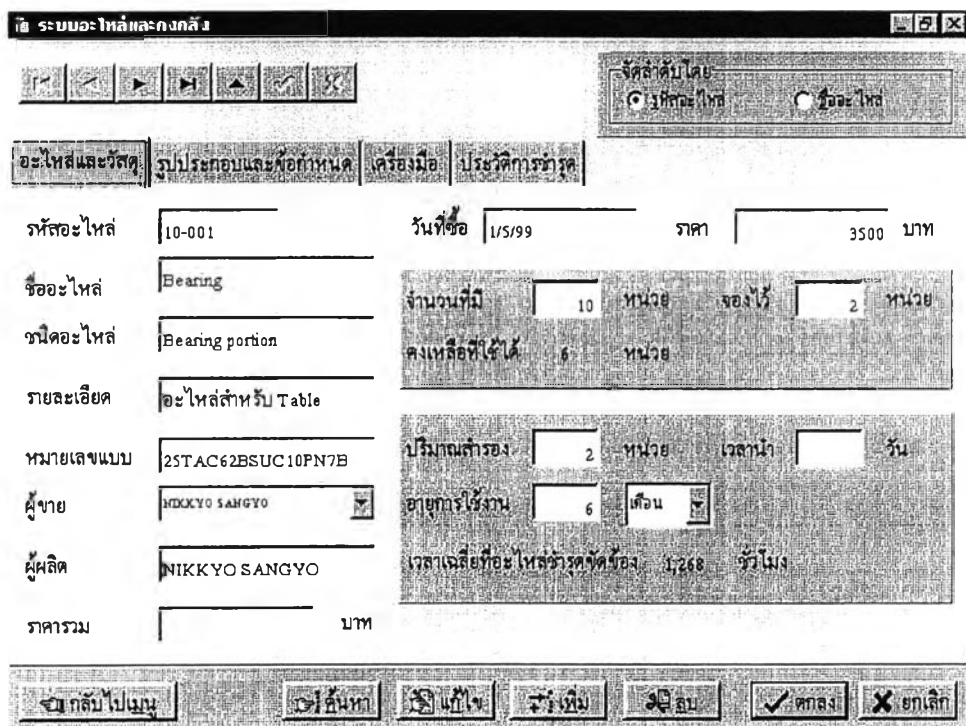 ระบบอะไหล่และคงคลัง
จัดลำดับโดย
รหัสอะไหล่ ชื่ออะไหล่
อะไหล่และวัสดุ รูปประกอบและข้อกำหนด เครื่องมือ ประวัติการชำรุด
รหัสอะไหล่ 10-001 วันที่ซื้อ 1/5/99 ราคา 3500 บาท
ชื่ออะไหล่ Bearing
จำนวนที่มี 10 หน่วย จองไว้ 2 หน่วย
ชนิดอะไหล่ Bearing portion
คงเหลือที่ใช้ได้ 6 หน่วย
รายละเอียด อะไหล่สำหรับ Table
หมายเลขแบบ 25TAC62BSUC10PN7B
ปริมาณสำรอง 2 หน่วย เวลานำ วัน
ผู้ขาย NIKKYO SANGYO
อายุการใช้งาน 6 เดือน
ผู้ผลิต NIKKYO SANGYO
เวลาเฉลี่ยที่อะไหล่ชำรุดขัดข้อง 1,268 ชั่วโมง
ราคารวม บาท
กลับไปเมนู ค้นหา แก้ไข เพิ่ม ลบ ตกลง ยกเลิก